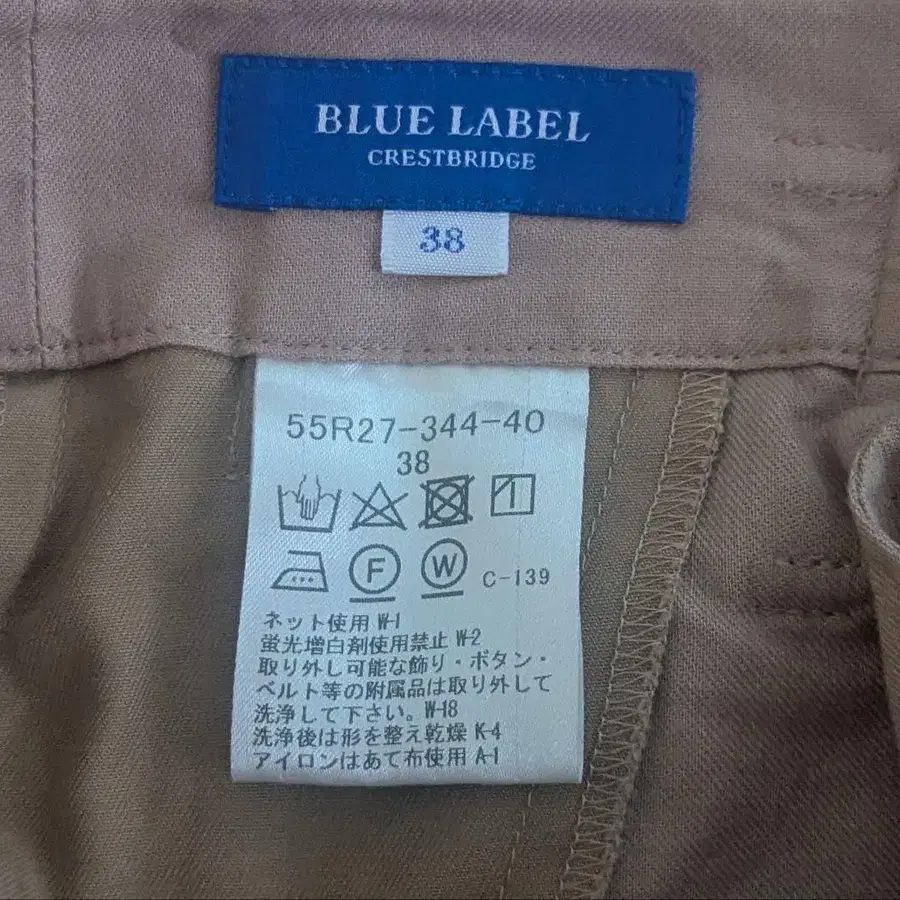 BLUE LABEL
CRESTBRIDGE
38
55R27-344-40
38
F
W
C-139
ネット使用 W-1
蛍光増白剤使用禁止 W-2
取り外し可能な飾り・ボタン・
ベルト等の附属品は取り外して
洗浄して下さい。W-18
洗浄後は形を整え乾燥 K-4
アイロンはあて布使用 A-1